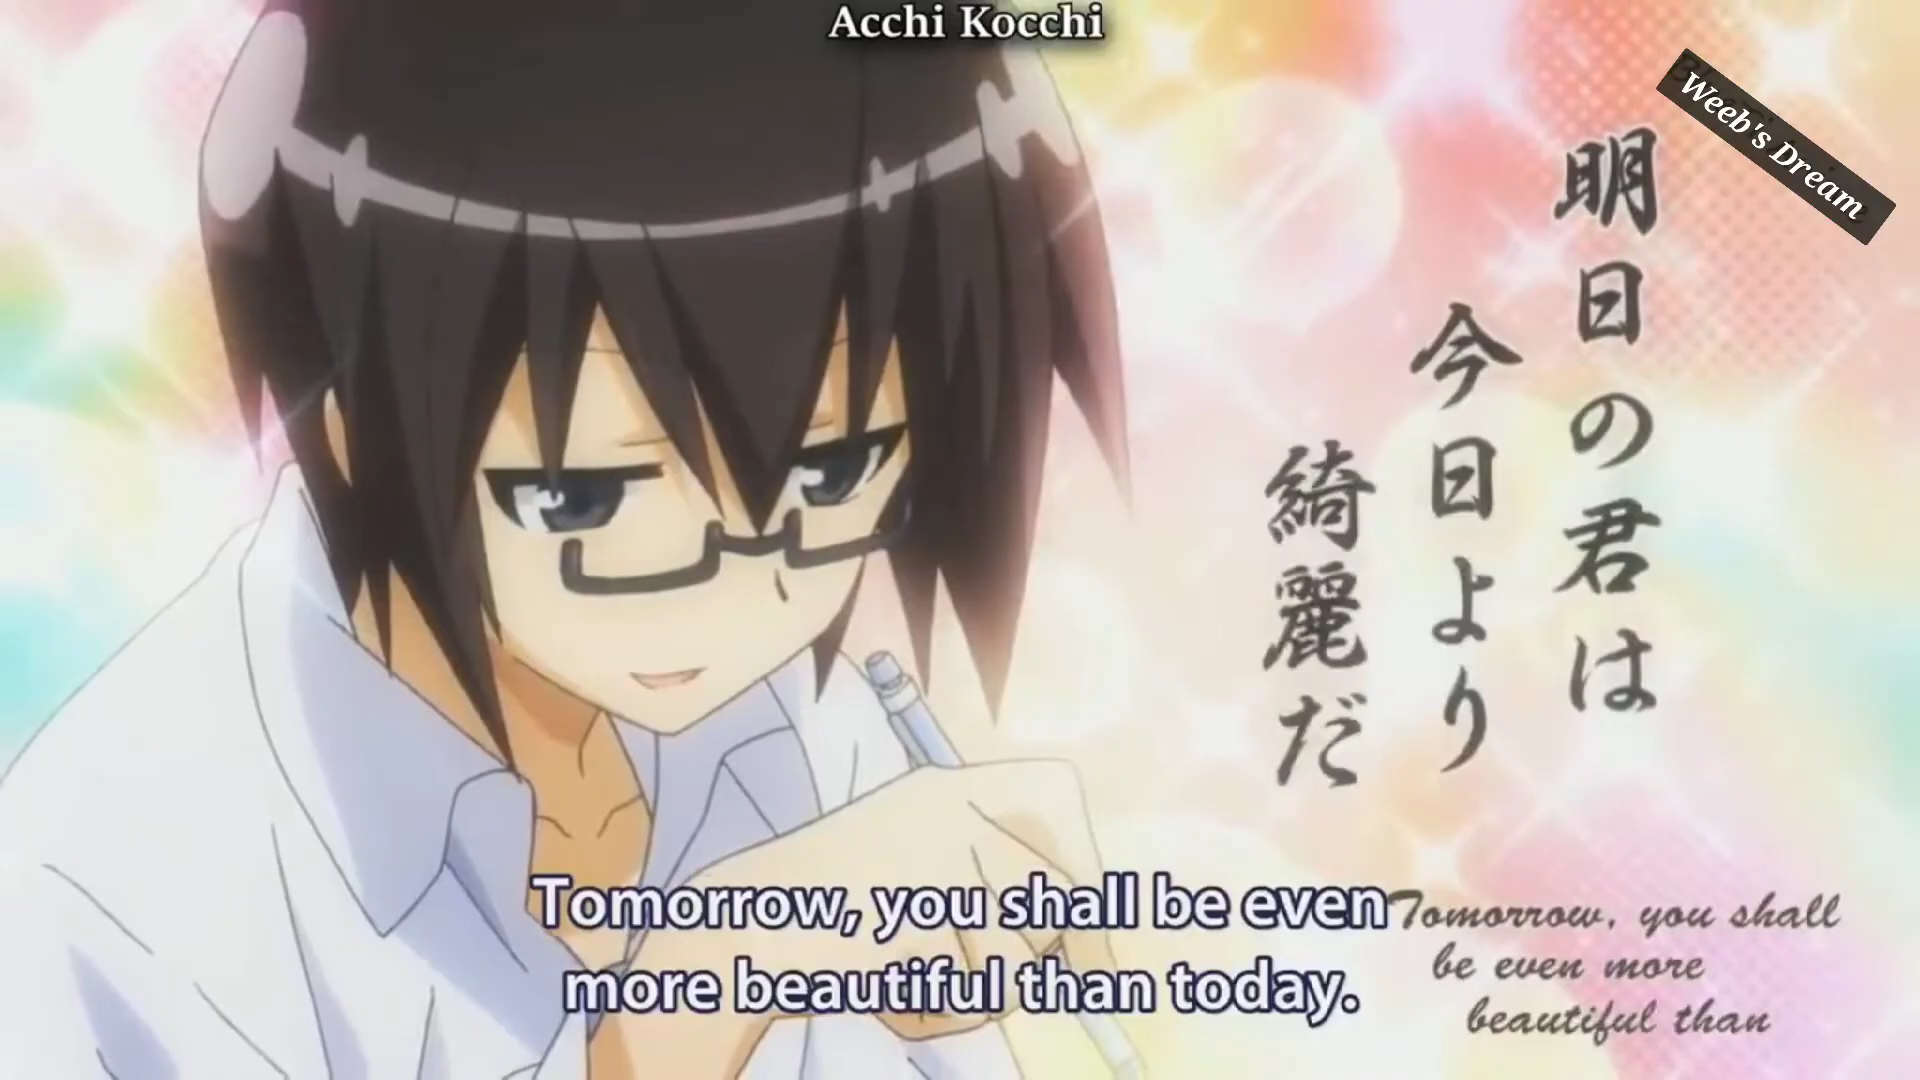 Acchi Kocchi
Weeb's Dream
明日の君は
今日より
綺麗だ
Tomorrow, you shall be even
more beautiful than today.
Tomorrow, you shall
be even more
beautiful than